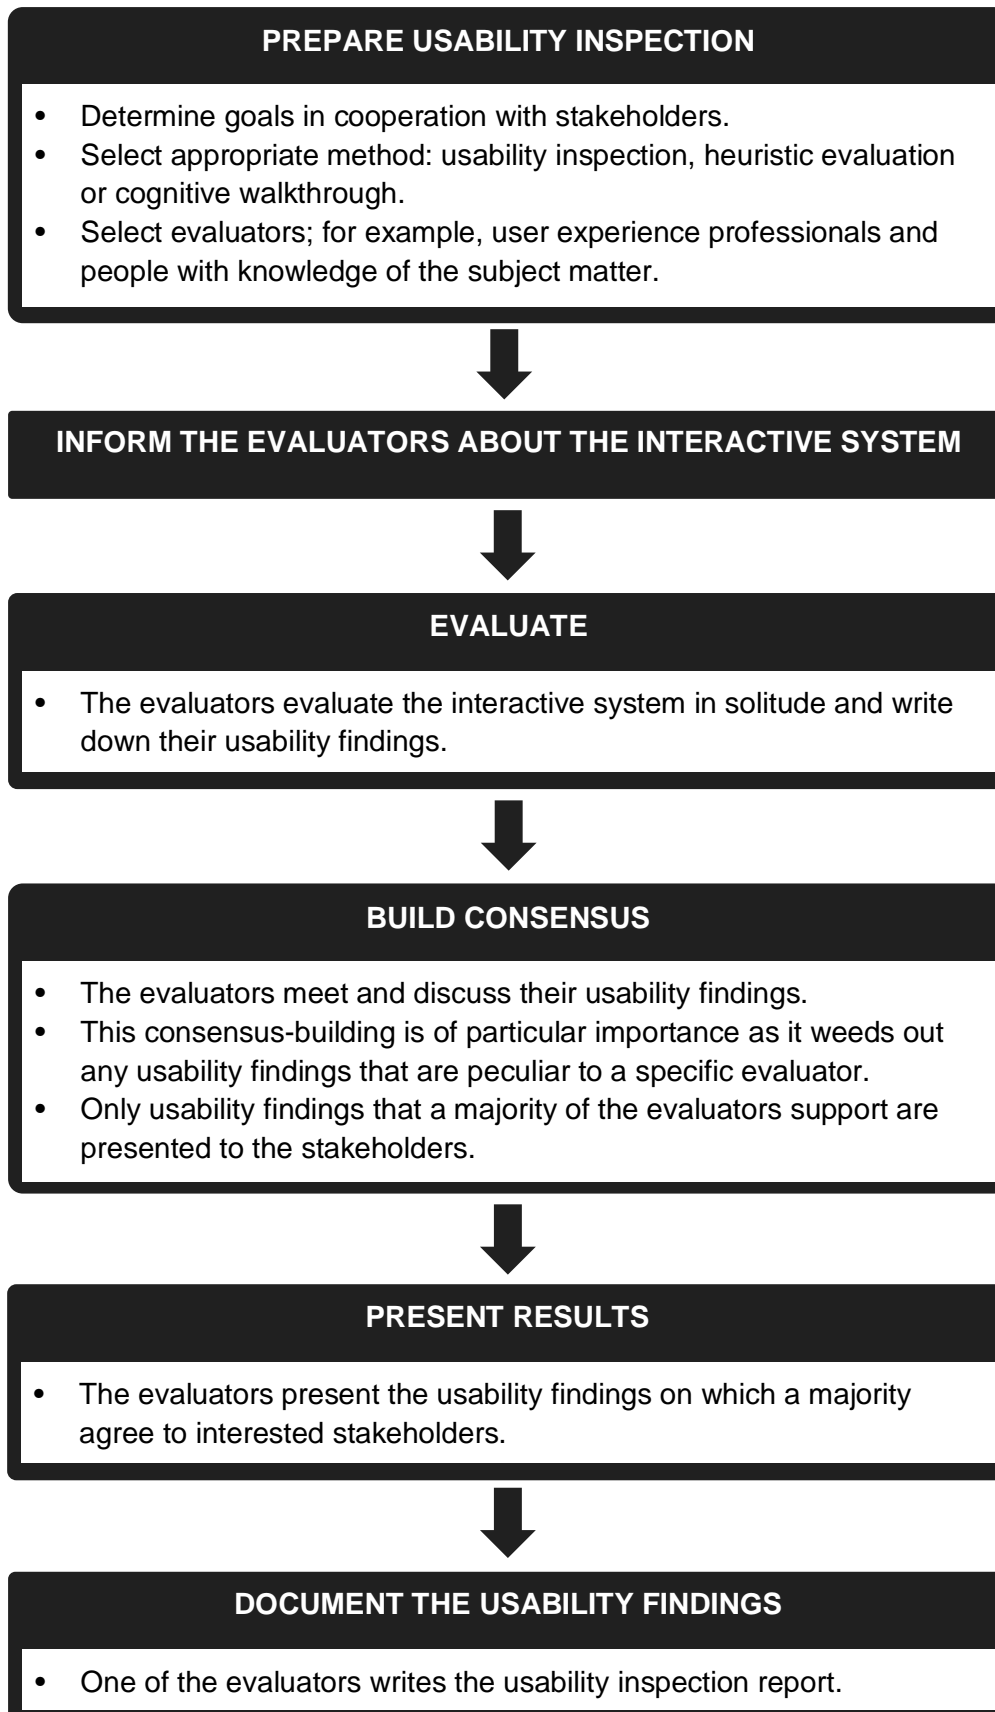 PREPARE USABILITY INSPECTION
• Determine goals in cooperation with stakeholders.
• Select appropriate method: usability inspection, heuristic evaluation
or cognitive walkthrough.
• Select evaluators; for example, user experience professionals and
people with knowledge of the subject matter.
INFORM THE EVALUATORS ABOUT THE INTERACTIVE SYSTEM
EVALUATE
• The evaluators evaluate the interactive system in solitude and write
down their usability findings.
BUILD CONSENSUS
• The evaluators meet and discuss their usability findings.
• This consensus-building is of particular importance as it weeds out
any usability findings that are peculiar to a specific evaluator.
• Only usability findings that a majority of the evaluators support are
presented to the stakeholders.
PRESENT RESULTS
• The evaluators present the usability findings on which a majority
agree to interested stakeholders.
DOCUMENT THE USABILITY FINDINGS
• One of the evaluators writes the usability inspection report.